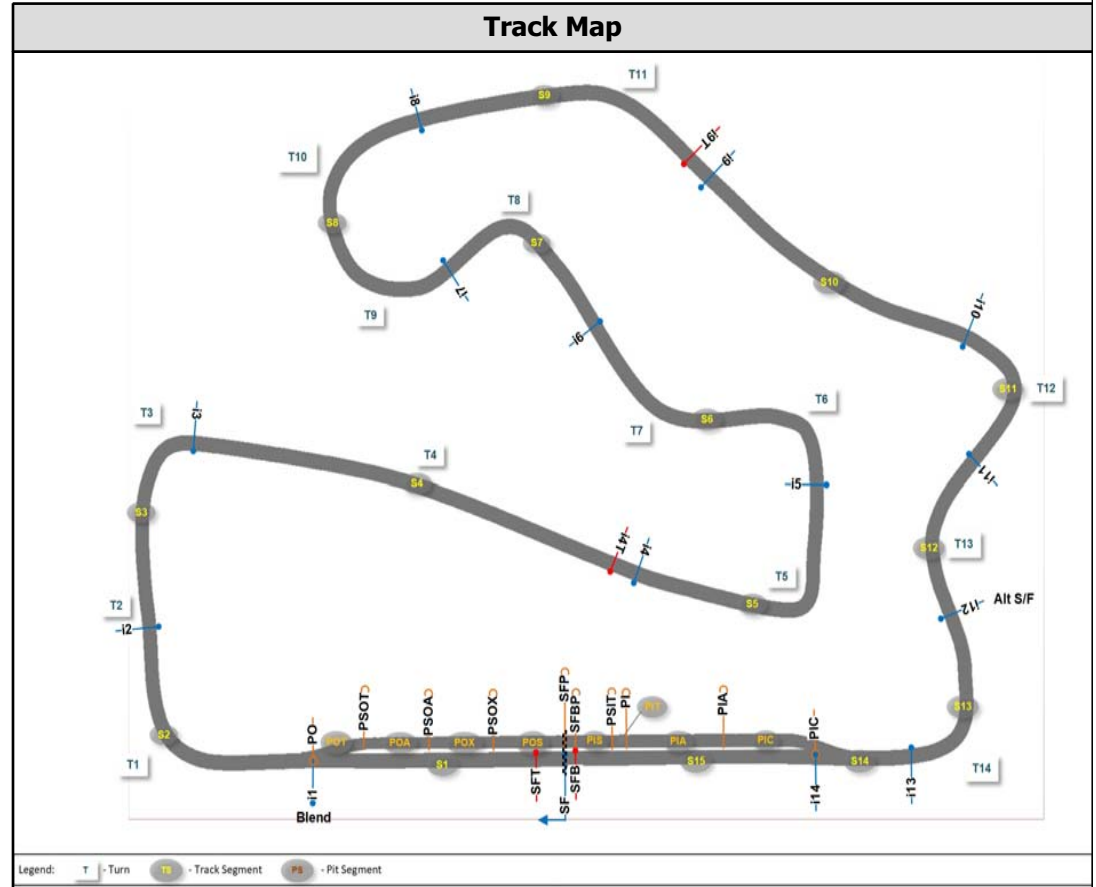 Track Map
T11
S9
-i8
-i9T
-i9
T10
T8
S8
S7
S10
-i10
-i7
T9
-i6
S11
T12
T3
-i3
T6
S6
T7
T4
S4
-i5
-i11
S3
S12
T13
-i4T
-i4
T5
S5
-i12
Alt S/F
T2
-i2
SFP
PO-
PSOT
PSOA
PSOX
SFBP
PSIT
PI
PIT
PIA
PIC-
S13
S2
POT
POA
POX
POS
PIS
PIA
PIC
T1
S1
S15
S14
T14
-i1
-SFT
-SF
-SFB
-i14
-i13
Blend
Legend: T - Turn TS - Track Segment PS - Pit Segment